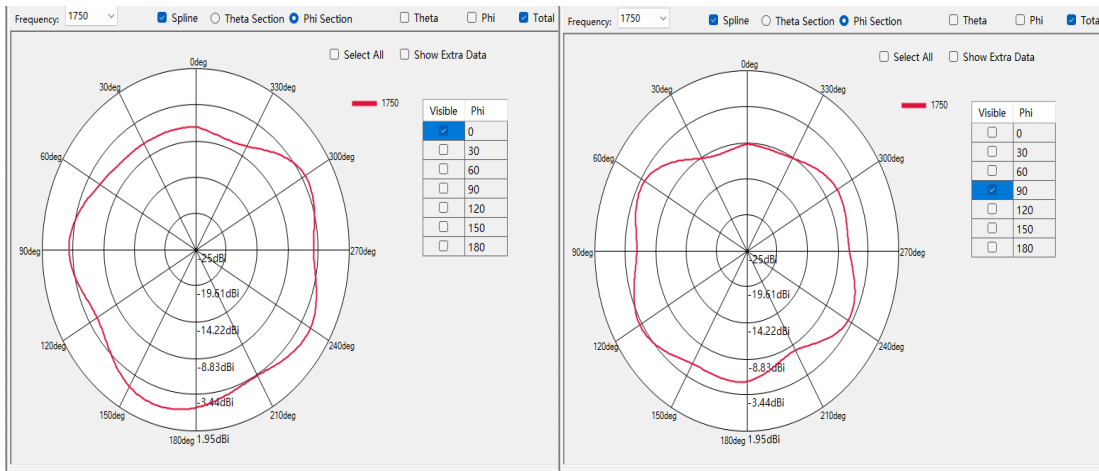 Frequency: 1750 Spline Theta Section Phi Section Theta Phi Total
Select All Show Extra Data
0deg
30deg 330deg
1750
Visible Phi
0
30
60
90
120
150
180
60deg 300deg
90deg 270deg
-25dBi
-19.61dBi
-14.22dBi
-8.83dBi
-3.44dBi
120deg 240deg
150deg 210deg
180deg 1.95dBi
Frequency: 1750 Spline Theta Section Phi Section Theta Phi Total
Select All Show Extra Data
0deg
30deg 330deg
1750
Visible Phi
0
30
60
90
120
150
180
60deg 300deg
90deg 270deg
-25dBi
-19.61dBi
-14.22dBi
-8.83dBi
-3.44dBi
120deg 240deg
150deg 210deg
180deg 1.95dBi